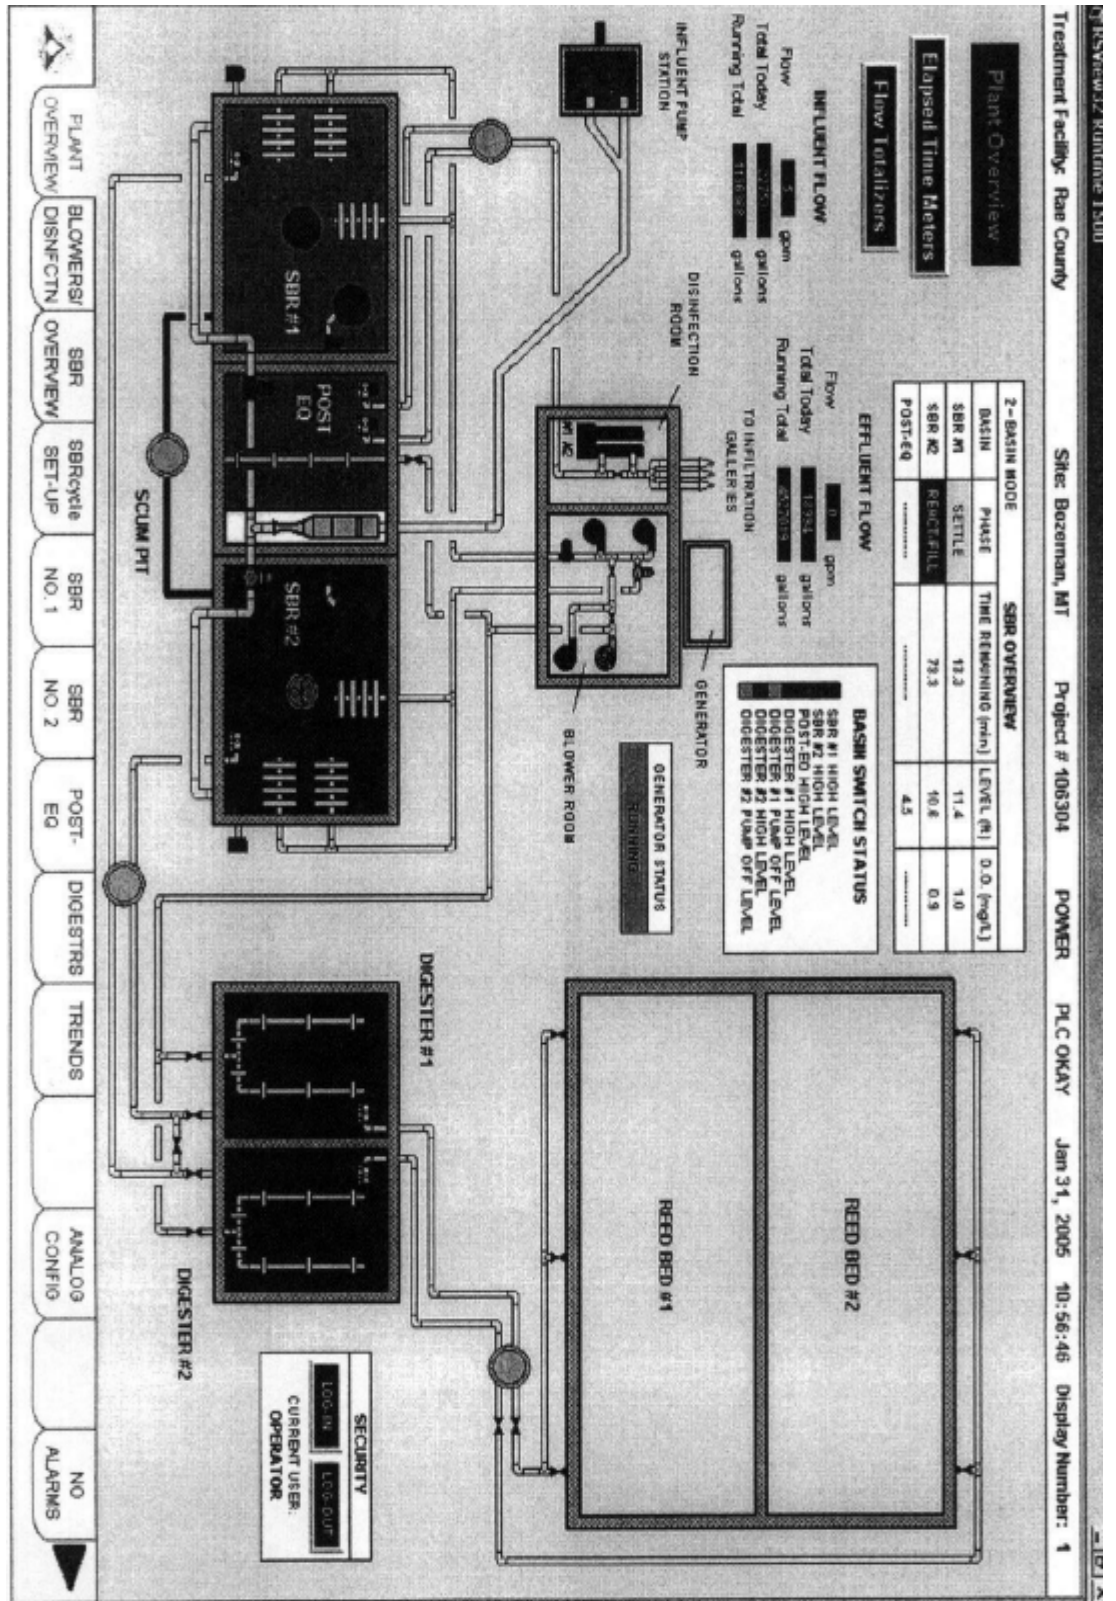 RSView32 Runtime
Treatment Facility: Rae County Site: Bozeman, MT Project # 106304 POWER PLC OKAY Jan 31, 2005 10:56:46 Display Number: 1
Plant Overview
Elapsed Time Meters
Flow Totalizers
SBR OVERVIEW
2-BASIN MODE
BASIN PHASE TIME REMAINING (min) LEVEL (ft) D.O. (mg/L)
SBR #1 SETTLE 13.3 11.4 1.0
SBR #2 73.3 10.6 0.9
POST-EQ ---------- ---------- 4.5 ----------
INFLUENT FLOW
Flow 5 gpm
Total Today gallons
Running Total gallons
EFFLUENT FLOW
Flow 0 gpm
Total Today gallons
Running Total gallons
BASIN SWITCH STATUS
SBR #1 HIGH LEVEL
SBR #2 HIGH LEVEL
POST-EQ HIGH LEVEL
DIGESTER #1 HIGH LEVEL
DIGESTER #1 PUMP OFF LEVEL
DIGESTER #2 HIGH LEVEL
DIGESTER #2 PUMP OFF LEVEL
GENERATOR STATUS
RUNNING
INFLUENT PUMP
STATION
DISINFECTION
ROOM
TO INFILTRATION
GALLERIES
GENERATOR
BLOWER ROOM
#1 #2
REED BED #2
REED BED #1
SBR #1
POST
EQ
SBR #2
SCUM PIT
DIGESTER #1
DIGESTER #2
SECURITY
LOG-IN LOG-OUT
CURRENT USER:
OPERATOR
PLANT
OVERVIEW
BLOWERS/
DISNFCTN
SBR
OVERVIEW
SBRcycle
SET-UP
SBR
NO. 1
SBR
NO. 2
POST-
EQ
DIGESTRS
TRENDS
ANALOG
CONFIG
NO
ALARMS